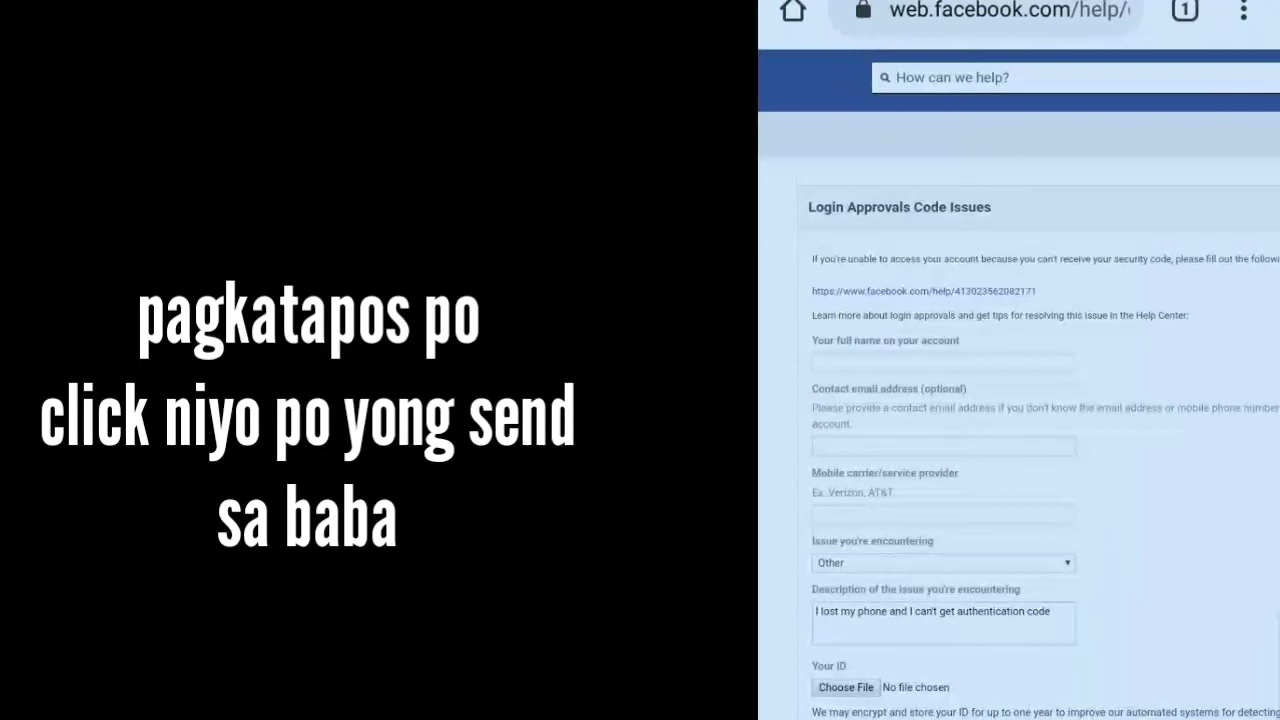 pagkatapos po
click niyo po yong send
sa baba
web.facebook.com/help/
1
How can we help?
Login Approvals Code Issues
If you're unable to access your account because you can't receive your security code, please fill out the
https://www.facebook.com/help/413023562082171
Learn more about login approvals and get tips for resolving this issue in the Help Center:
Your full name on your account
Contact email address (optional)
Please provide a contact email address if you don't know the email address or mobile phone number
account.
Mobile carrier/service provider
Ex. Verizon, AT&T
Issue you're encountering
Other
Description of the issue you're encountering
I lost my phone and I can't get authentication code
Your ID
Choose File No file chosen
We may encrypt and store your ID for up to one year to improve our automated systems for detecting